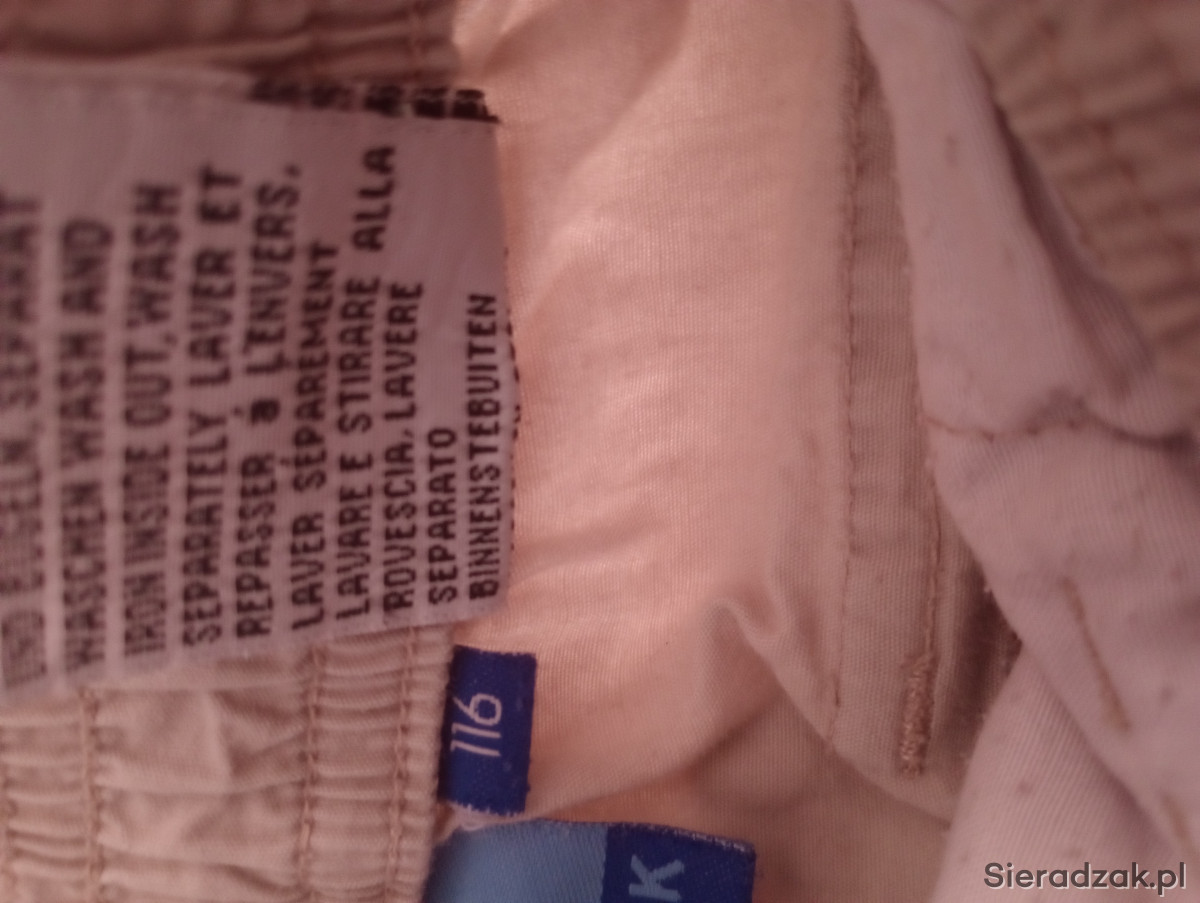 WASCHEN WASH AND
IRON INSIDE OUT, WASH
SEPARATELY LAVER ET
REPASSER à L'ENVERS,
LAVER SÉPAREMENT
LAVARE E STIRARE ALLA
ROVESCIA, LAVERE
SEPARATO
BINNENSTEBUITEN
116
K
Sieradzak.pl